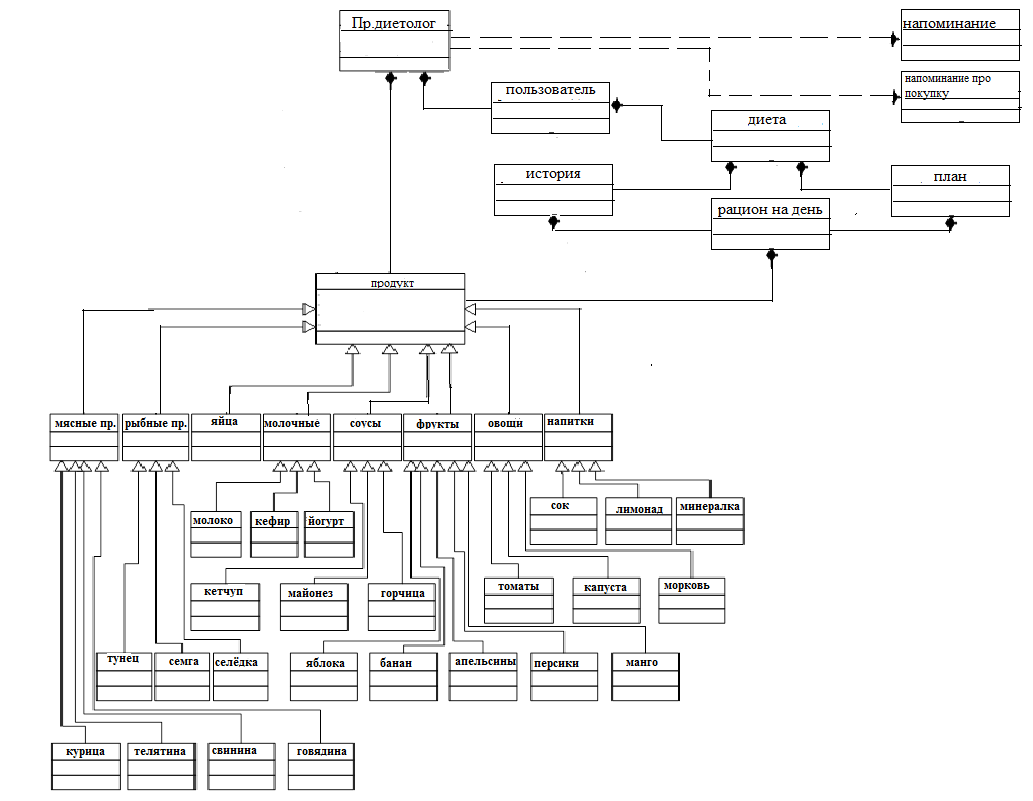 Пр.диетолог
напоминание
напоминание про
покупку
пользователь
диета
история
план
рацион на день
продукт
мясные пр.
рыбные пр.
яйца
молочные
соусы
фрукты
овощи
напитки
сок
лимонад
минералка
молоко
кефир
йогурт
кетчуп
майонез
горчица
томаты
капуста
морковь
тунец
семга
селёдка
яблока
банан
апельсины
персики
манго
курица
телятина
свинина
говядина